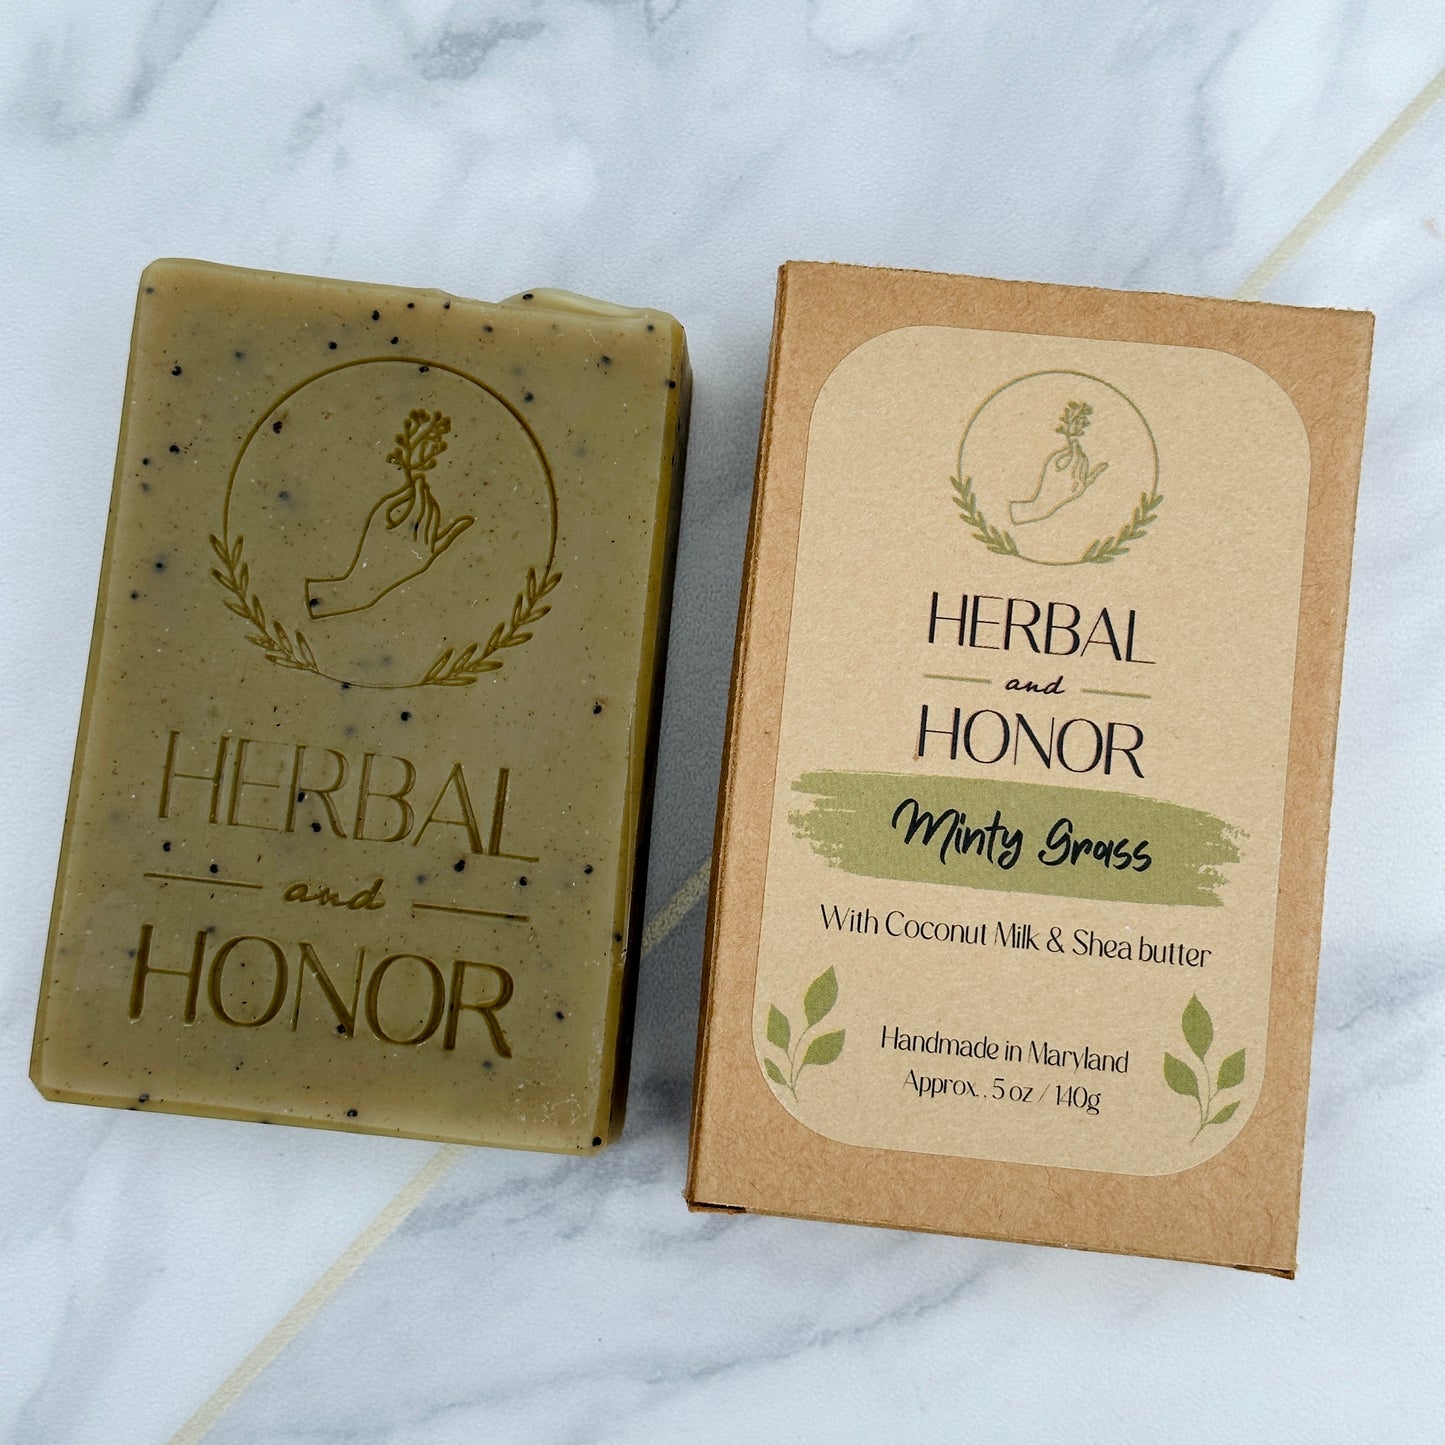 HERBAL
and
HONOR
HERBAL
and
HONOR
Minty Grass
With Coconut Milk & Shea butter
Handmade in Maryland
Approx. . 5 oz / 140g